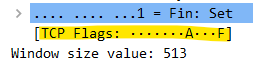 .... .... ...1 = Fin: Set
[TCP Flags: ·······A···F]
Window size value: 513